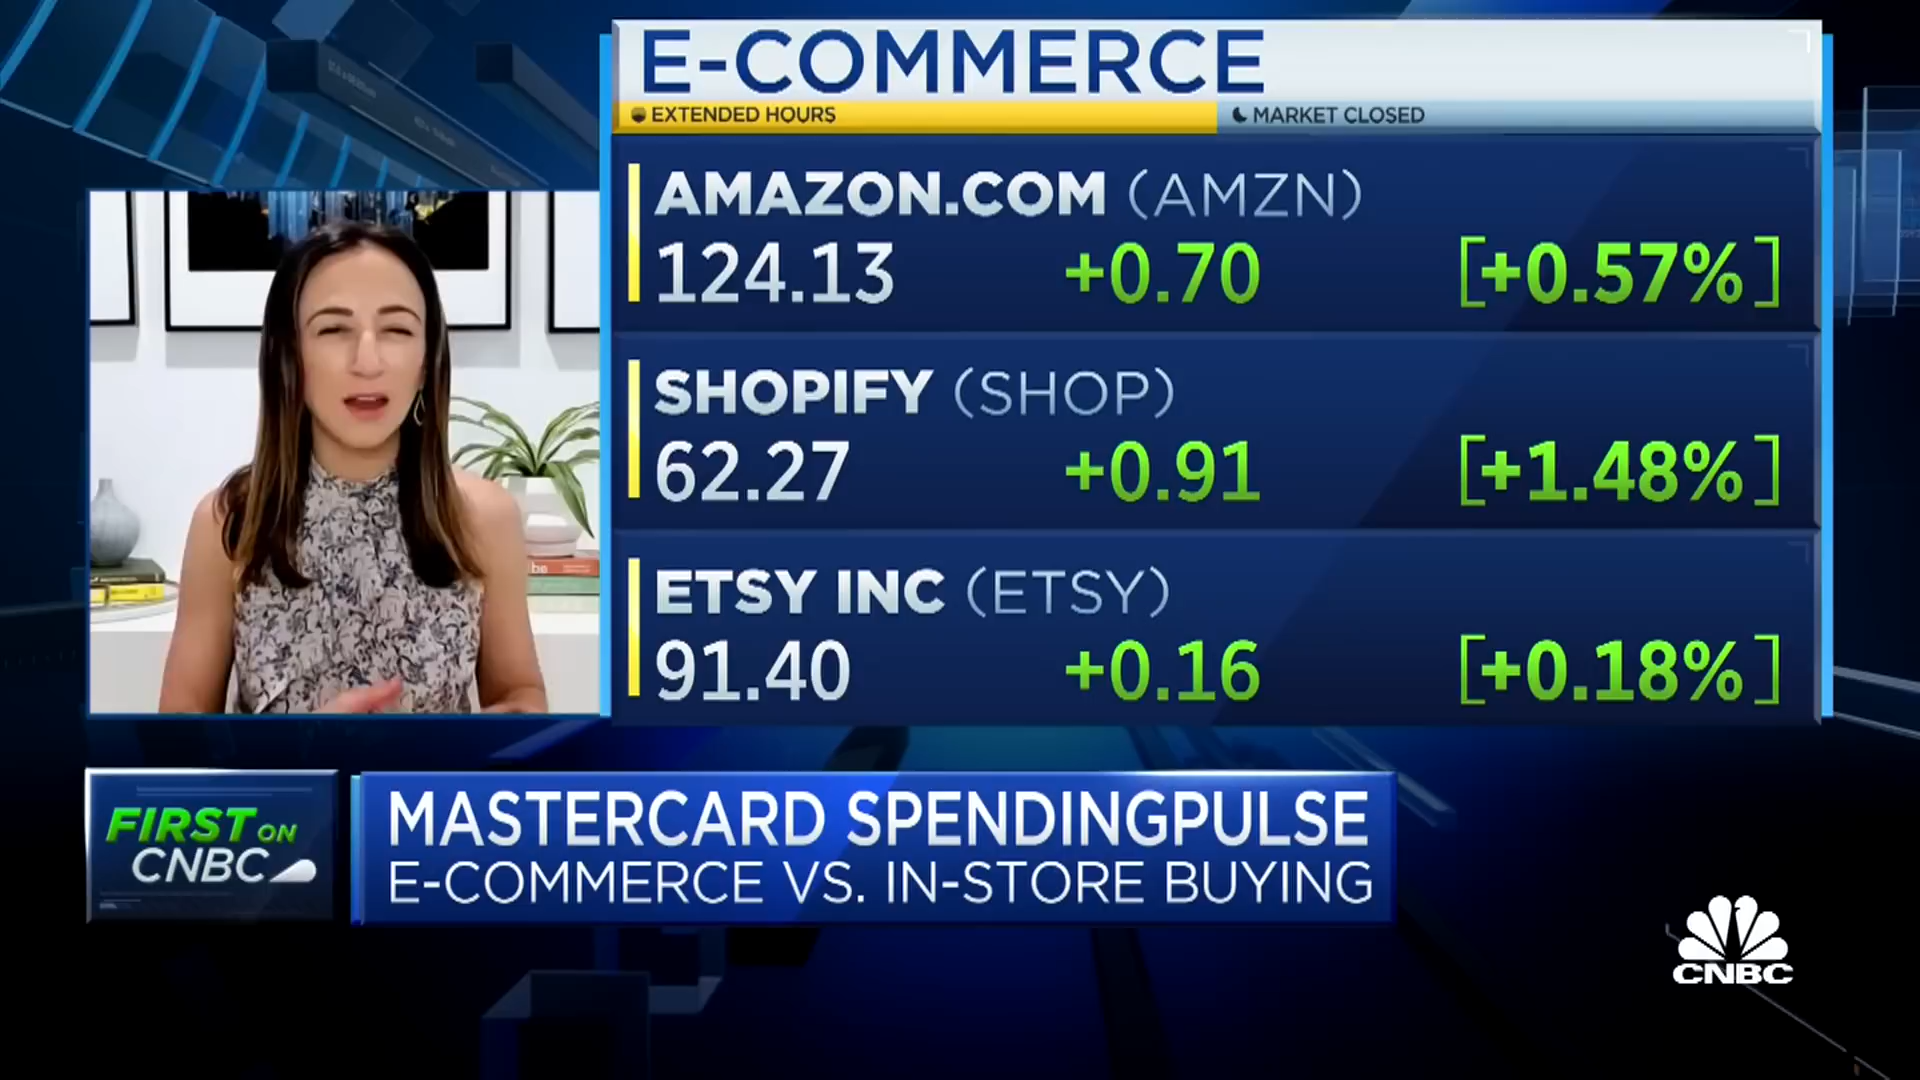 E-COMMERCE
EXTENDED HOURS
MARKET CLOSED
AMAZON.COM (AMZN)
124.13 +0.70 [+0.57%]
SHOPIFY (SHOP)
62.27 +0.91 [+1.48%]
ETSY INC (ETSY)
91.40 +0.16 [+0.18%]
FIRST ON
CNBC
MASTERCARD SPENDINGPULSE
E-COMMERCE VS. IN-STORE BUYING
CNBC